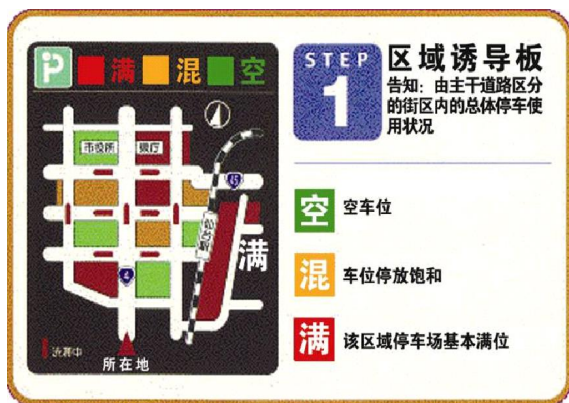 P 满 混 空
市役所
县厅
45
满
4
所在地
STEP
1
区域诱导板
告知：由主干道路区分
的街区内的总体停车使
用状况
空 空车位
混 车位停放饱和
满 该区域停车场基本满位